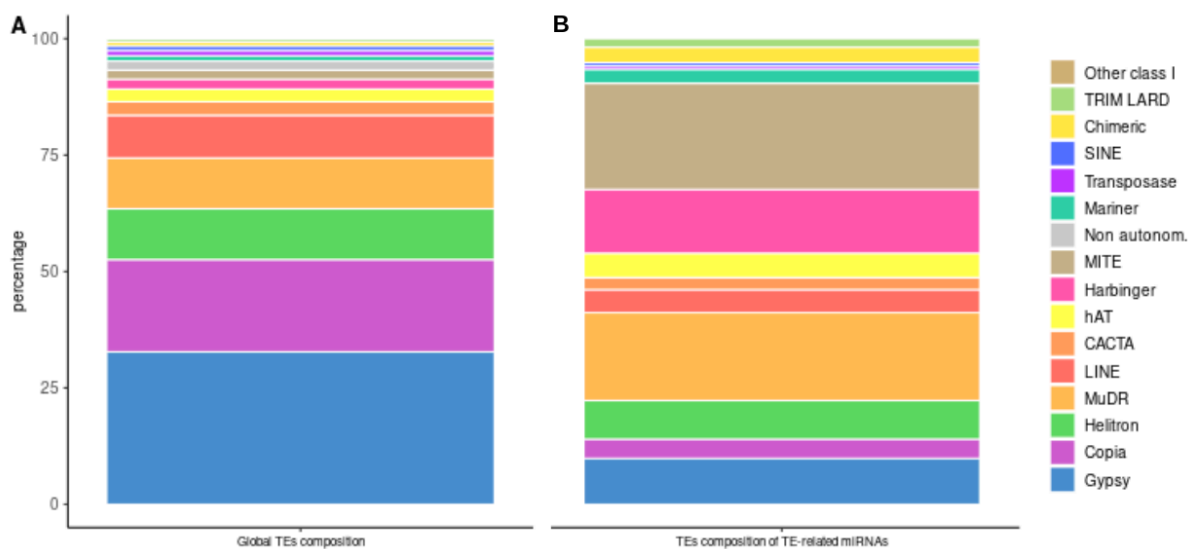 A
B
100
75
50
25
0
percentage
Global TEs composition
TEs composition of TE-related miRNAs
Other class I
TRIM LARD
Chimeric
SINE
Transposase
Mariner
Non autonom.
MITE
Harbinger
hAT
CACTA
LINE
MuDR
Helitron
Copia
Gypsy